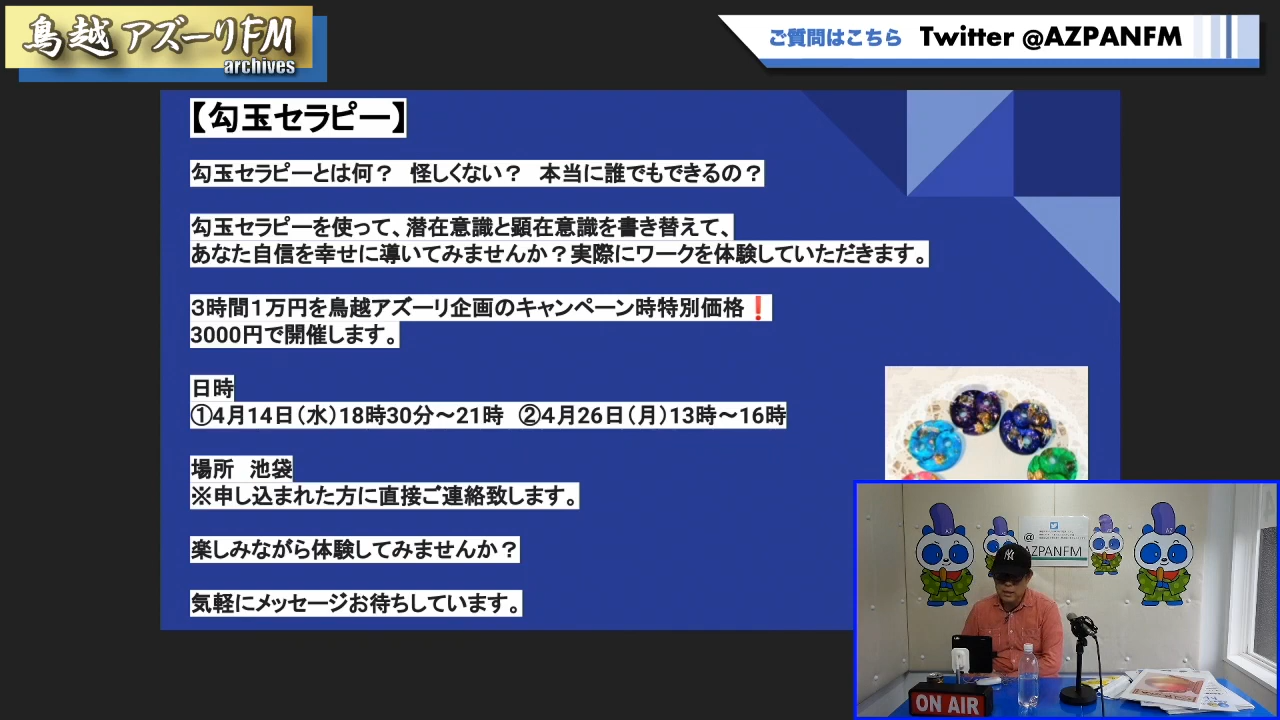 鳥越 アズーリFM
archives
ご質問はこちら Twitter @AZPANFM
【勾玉セラピー】
勾玉セラピーとは何？ 怪しくない？ 本当に誰でもできるの？
勾玉セラピーを使って、潜在意識と顕在意識を書き替えて、
あなた自信を幸せに導いてみませんか？実際にワークを体験していただきます。
３時間１万円を鳥越アズーリ企画のキャンペーン時特別価格❗
3000円で開催します。
日時
①4月14日（水）18時30分～21時 ②４月26日（月）13時～16時
場所 池袋
※申し込まれた方に直接ご連絡致します。
楽しみながら体験してみませんか？
気軽にメッセージお待ちしています。
@
AZPANFM
ON AIR